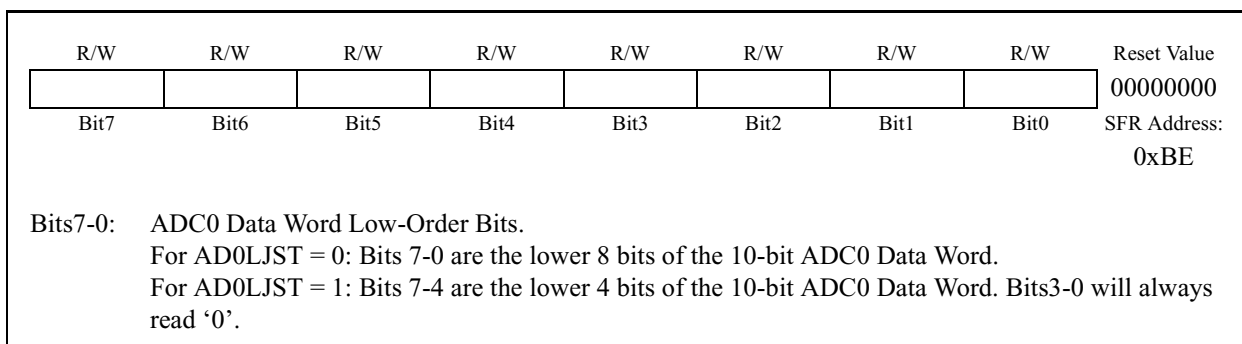 R/W R/W R/W R/W R/W R/W R/W R/W Reset Value
00000000
Bit7 Bit6 Bit5 Bit4 Bit3 Bit2 Bit1 Bit0 SFR Address:
0xBE
Bits7-0: ADC0 Data Word Low-Order Bits.
For AD0LJST = 0: Bits 7-0 are the lower 8 bits of the 10-bit ADC0 Data Word.
For AD0LJST = 1: Bits 7-4 are the lower 4 bits of the 10-bit ADC0 Data Word. Bits3-0 will always
read ‘0’.